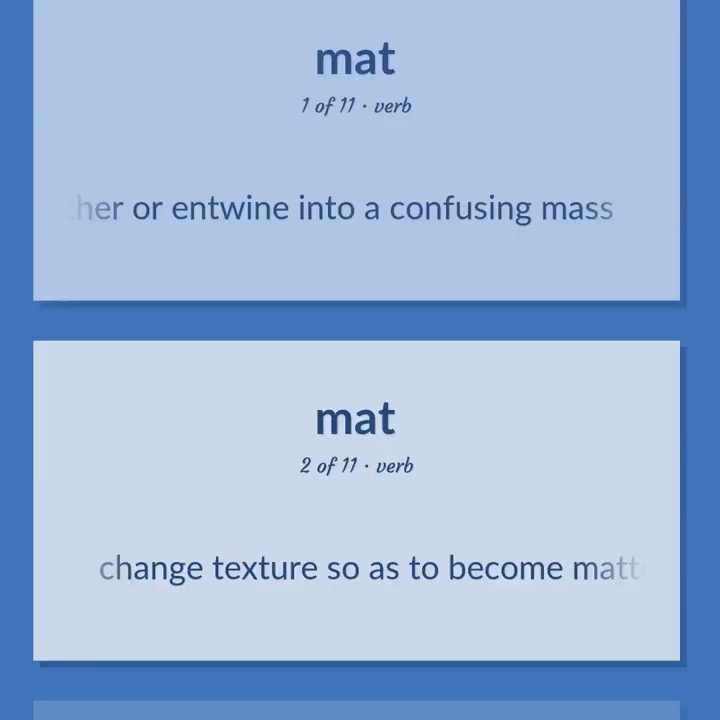 mat
1 of 11 · verb
or entwine into a confusing mass
mat
2 of 11 · verb
change texture so as to become